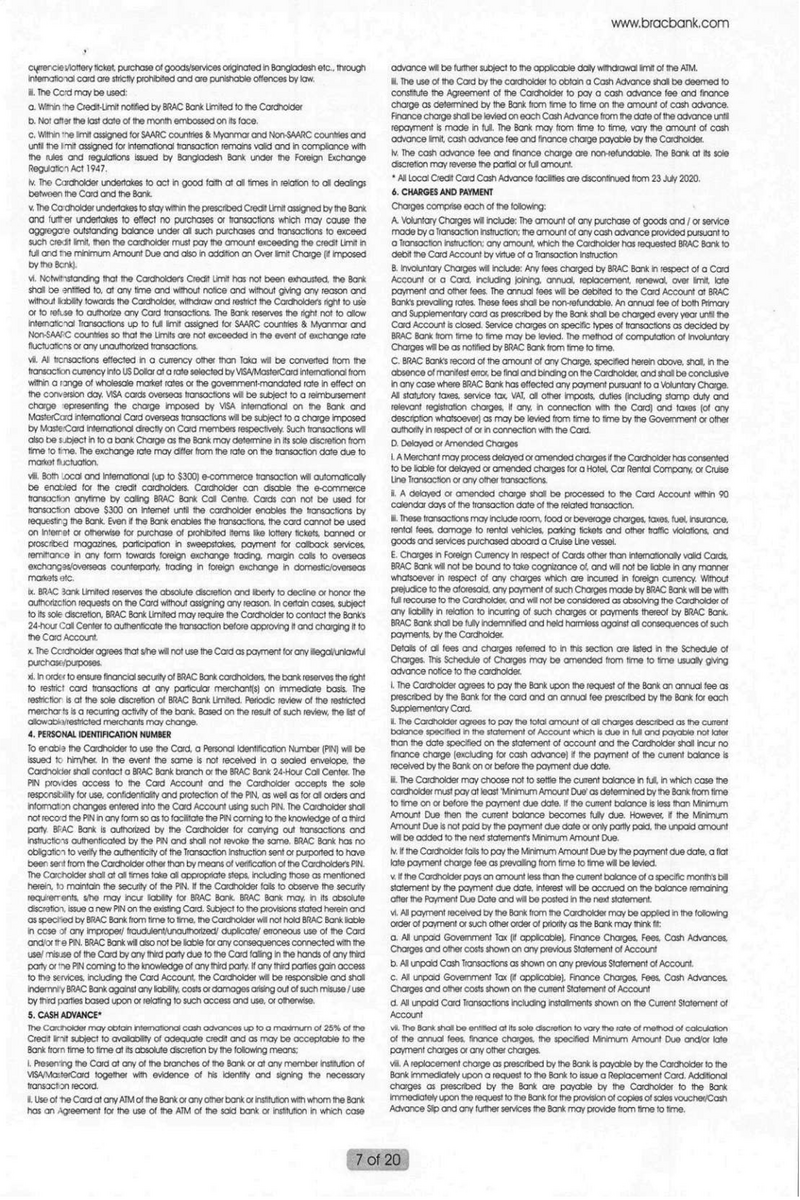 www.bracbank.com
currencies/lottery ticket, purchase of goods/services originated in Bangladesh etc., through
international card are strictly prohibited and are punishable offences by law.
iii. The Card may be used:
a. Within the Credit-Limit notified by BRAC Bank Limited to the Cardholder
b. Not after the last date of the month embossed on its face.
c. Within the limit assigned for SAARC countries & Myanmar and Non-SAARC countries and
until the limit assigned for international transaction remains valid and in compliance with
the rules and regulations issued by Bangladesh Bank under the Foreign Exchange
Regulation Act 1947.
iv. The Cardholder undertakes to act in good faith at all times in relation to all dealings
between the Card and the Bank.
v. The Cardholder undertakes to stay within the prescribed Credit Limit assigned by the Bank
and further undertakes to effect no purchases or transactions which may cause the
aggregate outstanding balance under all such purchases and transactions to exceed
such credit limit, then the cardholder must pay the amount exceeding the credit Limit in
full and the minimum Amount Due and also in addition an Over limit Charge (if imposed
by the Bank).
vi. Notwithstanding that the Cardholder's Credit Limit has not been exhausted, the Bank
shall be entitled to, at any time and without notice and without giving any reason and
without liability towards the Cardholder, withdraw and restrict the Cardholder's right to use
or to refuse to authorize any Card transactions. The Bank reserves the right not to allow
international Transactions up to full limit assigned for SAARC countries & Myanmar and
Non-SAARC countries so that the Limits are not exceeded in the event of exchange rate
fluctuations or any unauthorized transactions.
vii. All transactions effected in a currency other than Taka will be converted from the
transaction currency into US Dollar at a rate selected by VISA/MasterCard international from
within a range of wholesale market rates or the government-mandated rate in effect on
the conversion day. VISA cards overseas transactions will be subject to a reimbursement
charge representing the charge imposed by VISA international on the Bank and
MasterCard international Card overseas transactions will be subject to a charge imposed
by MasterCard international directly on Card members respectively. Such transactions will
also be subject in to a bank Charge as the Bank may determine in its sole discretion from
time to time. The exchange rate may differ from the rate on the transaction date due to
market fluctuation.
viii. Both Local and International (up to $300) e-commerce transaction will automatically
be enabled for the credit cardholders. Cardholder can disable the e-commerce
transaction anytime by calling BRAC Bank Call Centre. Cards can not be used for
transaction above $300 on Internet until the cardholder enables the transactions by
requesting the Bank. Even if the Bank enables the transactions, the card cannot be used
on Internet or otherwise for purchase of prohibited items like lottery tickets, banned or
proscribed magazines, participation in sweepstakes, payment for callback services,
remittance in any form towards foreign exchange trading, margin calls to overseas
exchanges/overseas counterparty, trading in foreign exchange in domestic/overseas
markets etc.
ix. BRAC Bank Limited reserves the absolute discretion and liberty to decline or honor the
authorization requests on the Card without assigning any reason. In certain cases, subject
to its sole discretion, BRAC Bank Limited may require the Cardholder to contact the Bank's
24-hour Call Center to authenticate the transaction before approving it and charging it to
the Card Account.
x. The Cardholder agrees that s/he will not use the Card as payment for any illegal/unlawful
purchase/purposes.
xi. In order to ensure financial security of BRAC Bank cardholders, the bank reserves the right
to restrict card transactions at any particular merchant(s) on immediate basis. The
restriction is at the sole discretion of BRAC Bank Limited. Periodic review of the restricted
merchants is a recurring activity of the bank. Based on the result of such review, the list of
allowable/restricted merchants may change.
4. PERSONAL IDENTIFICATION NUMBER
To enable the Cardholder to use the Card, a Personal Identification Number (PIN) will be
issued to him/her. In the event the same is not received in a sealed envelope, the
Cardholder shall contact a BRAC Bank branch or the BRAC Bank 24-Hour Call Center. The
PIN provides access to the Card Account and the Cardholder accepts the sole
responsibility for use, confidentiality and protection of the PIN, as well as for all orders and
information changes entered into the Card Account using such PIN. The Cardholder shall
not record the PIN in any form so as to facilitate the PIN coming to the knowledge of a third
party. BRAC Bank is authorized by the Cardholder for carrying out transactions and
instructions authenticated by the PIN and shall not revoke the same. BRAC Bank has no
obligation to verify the authenticity of the Transaction instruction sent or purported to have
been sent from the Cardholder other than by means of verification of the Cardholder's PIN.
The Cardholder shall at all times take all appropriate steps, including those as mentioned
herein, to maintain the security of the PIN. If the Cardholder fails to observe the security
requirements, s/he may incur liability for BRAC Bank. BRAC Bank may, in its absolute
discretion, issue a new PIN on the existing Card. Subject to the provisions stated herein and
as specified by BRAC Bank from time to time, the Cardholder will not hold BRAC Bank liable
in case of any improper/ fraudulent/unauthorized/ duplicate/ erroneous use of the Card
and/or the PIN. BRAC Bank will also not be liable for any consequences connected with the
use/ misuse of the Card by any third party due to the Card falling in the hands of any third
party or the PIN coming to the knowledge of any third party. If any third parties gain access
to the services, including the Card Account, the Cardholder will be responsible and shall
indemnify BRAC Bank against any liability, costs or damages arising out of such misuse / use
by third parties based upon or relating to such access and use, or otherwise.
5. CASH ADVANCE*
The Cardholder may obtain international cash advances up to a maximum of 25% of the
Credit limit subject to availability of adequate credit and as may be acceptable to the
Bank from time to time at its absolute discretion by the following means;
i. Presenting the Card at any of the branches of the Bank or at any member institution of
VISA/MasterCard together with evidence of his identity and signing the necessary
transaction record.
ii. Use of the Card at any ATM of the Bank or any other bank or institution with whom the Bank
has an Agreement for the use of the ATM of the said bank or institution in which case
advance will be further subject to the applicable daily withdrawal limit of the ATM.
iii. The use of the Card by the cardholder to obtain a Cash Advance shall be deemed to
constitute the Agreement of the Cardholder to pay a cash advance fee and finance
charge as determined by the Bank from time to time on the amount of cash advance.
Finance charge shall be levied on each Cash Advance from the date of the advance until
repayment is made in full. The Bank may from time to time, vary the amount of cash
advance limit, cash advance fee and finance charge payable by the Cardholder.
iv. The cash advance fee and finance charge are non-refundable. The Bank at its sole
discretion may reverse the partial or full amount.
* All Local Credit Card Cash Advance facilities are discontinued from 23 July 2020.
6. CHARGES AND PAYMENT
Charges comprise each of the following:
A. Voluntary Charges will include: The amount of any purchase of goods and / or service
made by a Transaction Instruction; the amount of any cash advance provided pursuant to
a Transaction instruction; any amount, which the Cardholder has requested BRAC Bank to
debit the Card Account by virtue of a Transaction Instruction
B. Involuntary Charges will include: Any fees charged by BRAC Bank in respect of a Card
Account or a Card, including joining, annual, replacement, renewal, over limit, late
payment and other fees. The annual fees will be debited to the Card Account at BRAC
Bank's prevailing rates. These fees shall be non-refundable. An annual fee of both Primary
and Supplementary card as prescribed by the Bank shall be charged every year until the
Card Account is closed. Service charges on specific types of transactions as decided by
BRAC Bank from time to time may be levied. The method of computation of Involuntary
Charges will be as notified by BRAC Bank from time to time.
C. BRAC Bank's record of the amount of any Charge, specified herein above, shall, in the
absence of manifest error, be final and binding on the Cardholder, and shall be conclusive
in any case where BRAC Bank has effected any payment pursuant to a Voluntary Charge.
All statutory taxes, service tax, VAT, all other imposts, duties (including stamp duty and
relevant registration charges, if any, in connection with the Card) and taxes (of any
description whatsoever) as may be levied from time to time by the Government or other
authority in respect of or in connection with the Card.
D. Delayed or Amended Charges
i. A Merchant may process delayed or amended charges if the Cardholder has consented
to be liable for delayed or amended charges for a Hotel, Car Rental Company, or Cruise
Line Transaction or any other transactions.
ii. A delayed or amended charge shall be processed to the Card Account within 90
calendar days of the transaction date of the related transaction.
iii. These transactions may include room, food or beverage charges, taxes, fuel, insurance,
rental fees, damage to rental vehicles, parking tickets and other traffic violations, and
goods and services purchased aboard a Cruise Line vessel.
E. Charges in Foreign Currency In respect of Cards other than internationally valid Cards,
BRAC Bank will not be bound to take cognizance of, and will not be liable in any manner
whatsoever in respect of any charges which are incurred in foreign currency. Without
prejudice to the aforesaid, any payment of such Charges made by BRAC Bank will be with
full recourse to the Cardholder, and will not be considered as absolving the Cardholder of
any liability in relation to incurring of such charges or payments thereof by BRAC Bank.
BRAC Bank shall be fully indemnified and held harmless against all consequences of such
payments, by the Cardholder.
Details of all fees and charges referred to in this section are listed in the Schedule of
Charges. This Schedule of Charges may be amended from time to time usually giving
advance notice to the cardholder.
i. The Cardholder agrees to pay the Bank upon the request of the Bank an annual fee as
prescribed by the Bank for the card and an annual fee prescribed by the Bank for each
Supplementary Card.
ii. The Cardholder agrees to pay the total amount of all charges described as the current
balance specified in the statement of Account which is due in full and payable not later
than the date specified on the statement of account and the Cardholder shall incur no
finance charge (excluding for cash advance) if the payment of the current balance is
received by the Bank on or before the payment due date.
iii. The Cardholder may choose not to settle the current balance in full, in which case the
cardholder must pay at least 'Minimum Amount Due' as determined by the Bank from time
to time on or before the payment due date. If the current balance is less than Minimum
Amount Due then the current balance becomes fully due. However, if the Minimum
Amount Due is not paid by the payment due date or only partly paid, the unpaid amount
will be added to the next statement's Minimum Amount Due.
iv. If the Cardholder fails to pay the Minimum Amount Due by the payment due date, a flat
late payment charge fee as prevailing from time to time will be levied.
v. If the Cardholder pays an amount less than the current balance of a specific month's bill
statement by the payment due date, interest will be accrued on the balance remaining
after the Payment Due Date and will be posted in the next statement.
vi. All payment received by the Bank from the Cardholder may be applied in the following
order of payment or such other order of priority as the Bank may think fit:
a. All unpaid Government Tax (if applicable), Finance Charges, Fees, Cash Advances,
Charges and other costs shown on any previous Statement of Account
b. All unpaid Cash Transactions as shown on any previous Statement of Account.
c. All unpaid Government Tax (if applicable), Finance Charges, Fees, Cash Advances,
Charges and other costs shown on the current Statement of Account
d. All unpaid Card Transactions including installments shown on the Current Statement of
Account
vii. The Bank shall be entitled at its sole discretion to vary the rate of method of calculation
of the annual fees, finance charges, the specified Minimum Amount Due and/or late
payment charges or any other charges.
viii. A replacement charge as prescribed by the Bank is payable by the Cardholder to the
Bank immediately upon a request to the Bank to issue a Replacement Card. Additional
charges as prescribed by the Bank are payable by the Cardholder to the Bank
immediately upon the request to the Bank for the provision of copies of sales voucher/Cash
Advance Slip and any further services the Bank may provide from time to time.
7 of 20